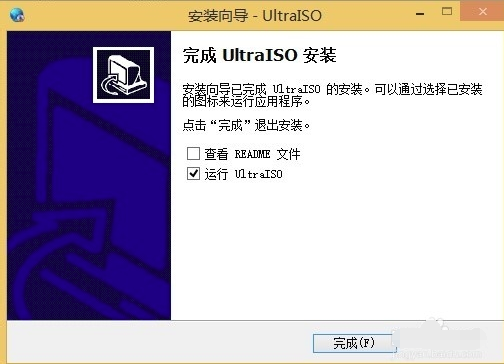 安装向导 - UltraISO
完成 UltraISO 安装
安装向导已完成 UltraISO 的安装。可以通过选择已安装
的图标来运行应用程序。
点击“完成”退出安装。
查看 README 文件
运行 UltraISO
完成(F)